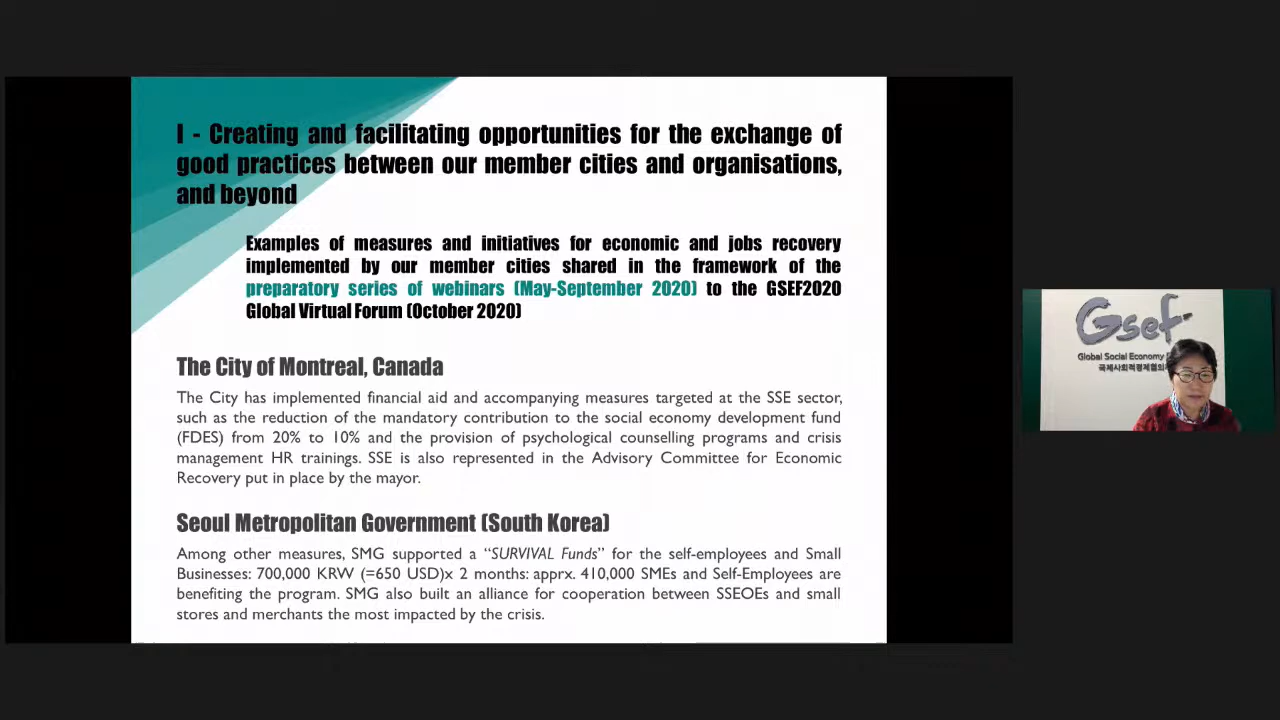 I - Creating and facilitating opportunities for the exchange of
good practices between our member cities and organisations,
and beyond
Examples of measures and initiatives for economic and jobs recovery
implemented by our member cities shared in the framework of the
preparatory series of webinars (May-September 2020) to the GSEF2020
Global Virtual Forum (October 2020)
The City of Montreal, Canada
The City has implemented financial aid and accompanying measures targeted at the SSE sector,
such as the reduction of the mandatory contribution to the social economy development fund
(FDES) from 20% to 10% and the provision of psychological counselling programs and crisis
management HR trainings. SSE is also represented in the Advisory Committee for Economic
Recovery put in place by the mayor.
Seoul Metropolitan Government (South Korea)
Among other measures, SMG supported a “SURVIVAL Funds” for the self-employees and Small
Businesses: 700,000 KRW (=650 USD)x 2 months: apprx. 410,000 SMEs and Self-Employees are
benefiting the program. SMG also built an alliance for cooperation between SSEOEs and small
stores and merchants the most impacted by the crisis.
Gsef
Global Social Economy
국제사회적경제협의